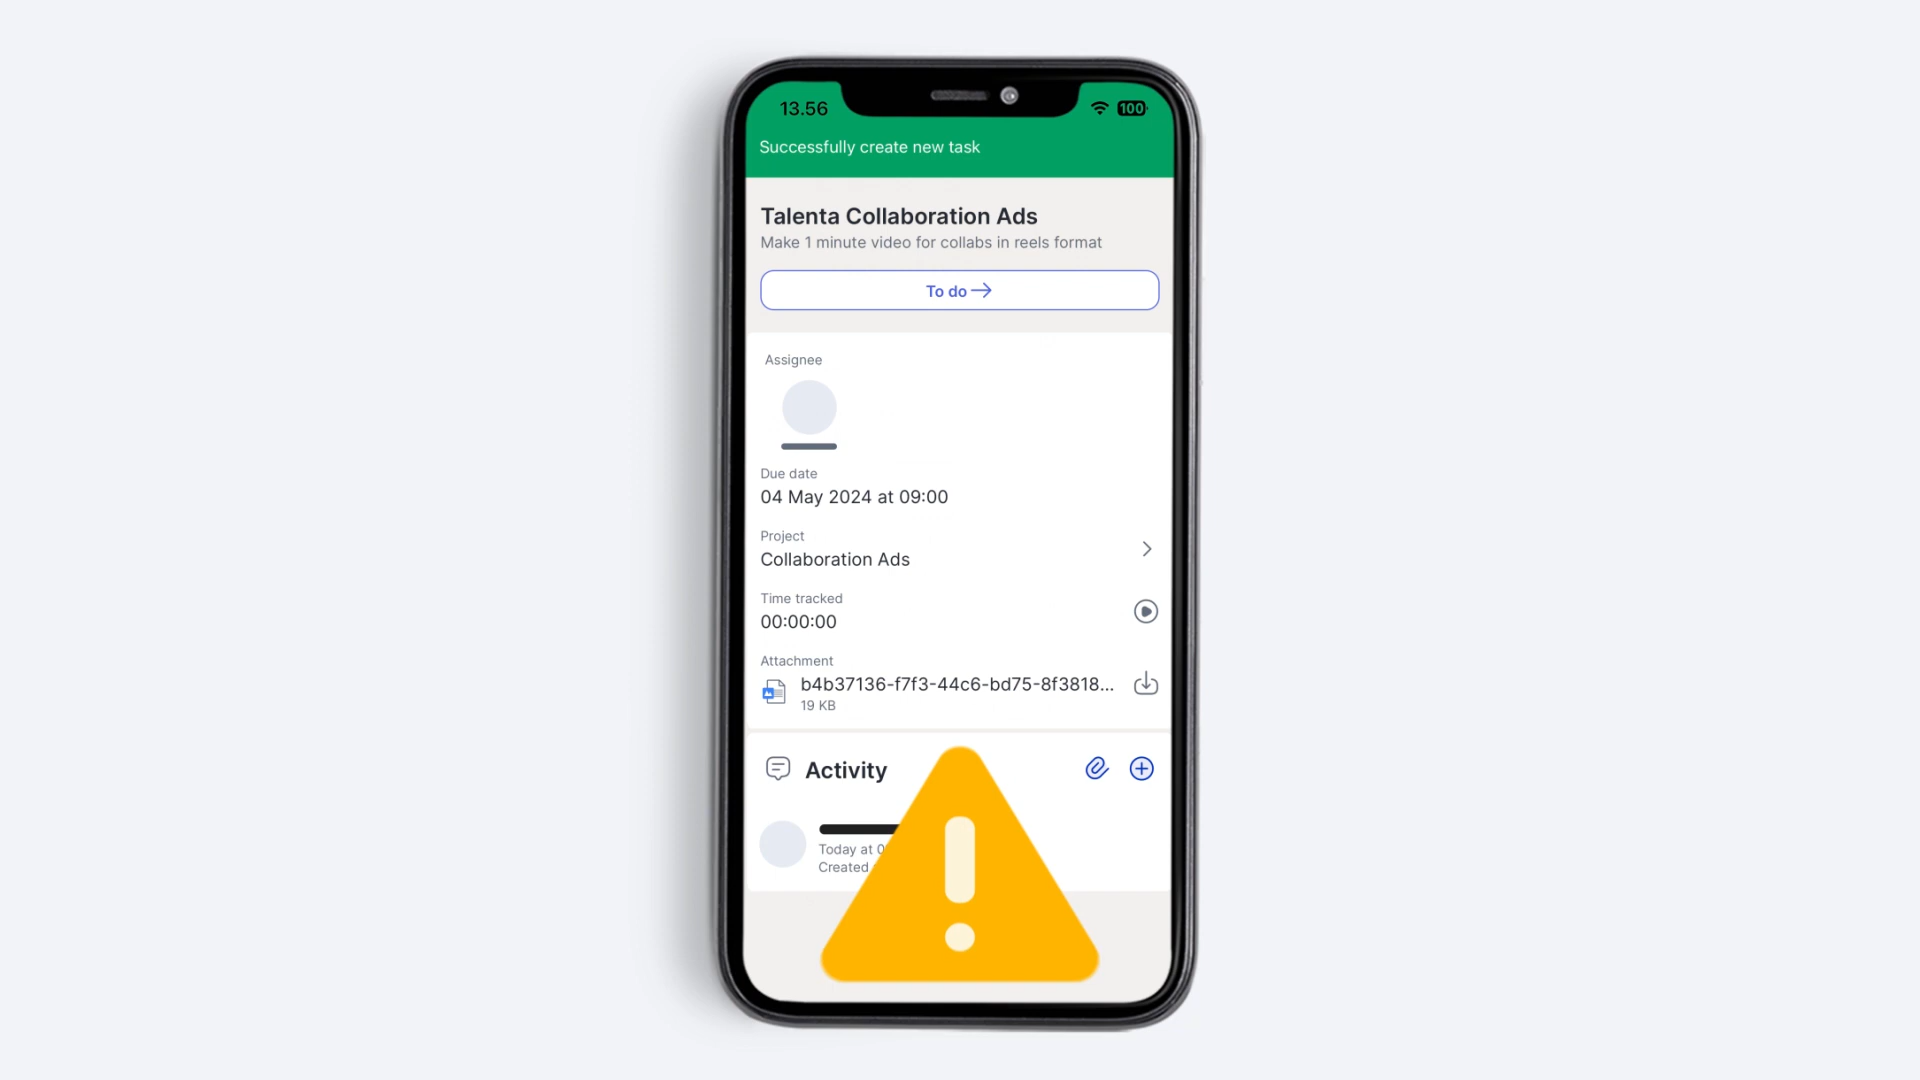 13.56
100
Successfully create new task
Talenta Collaboration Ads
Make 1 minute video for collabs in reels format
To do
Assignee
Due date
04 May 2024 at 09:00
Project
Collaboration Ads
Time tracked
00:00:00
Attachment
b4b37136-f7f3-44c6-bd75-8f3818...
19 KB
Activity
Today at
Created